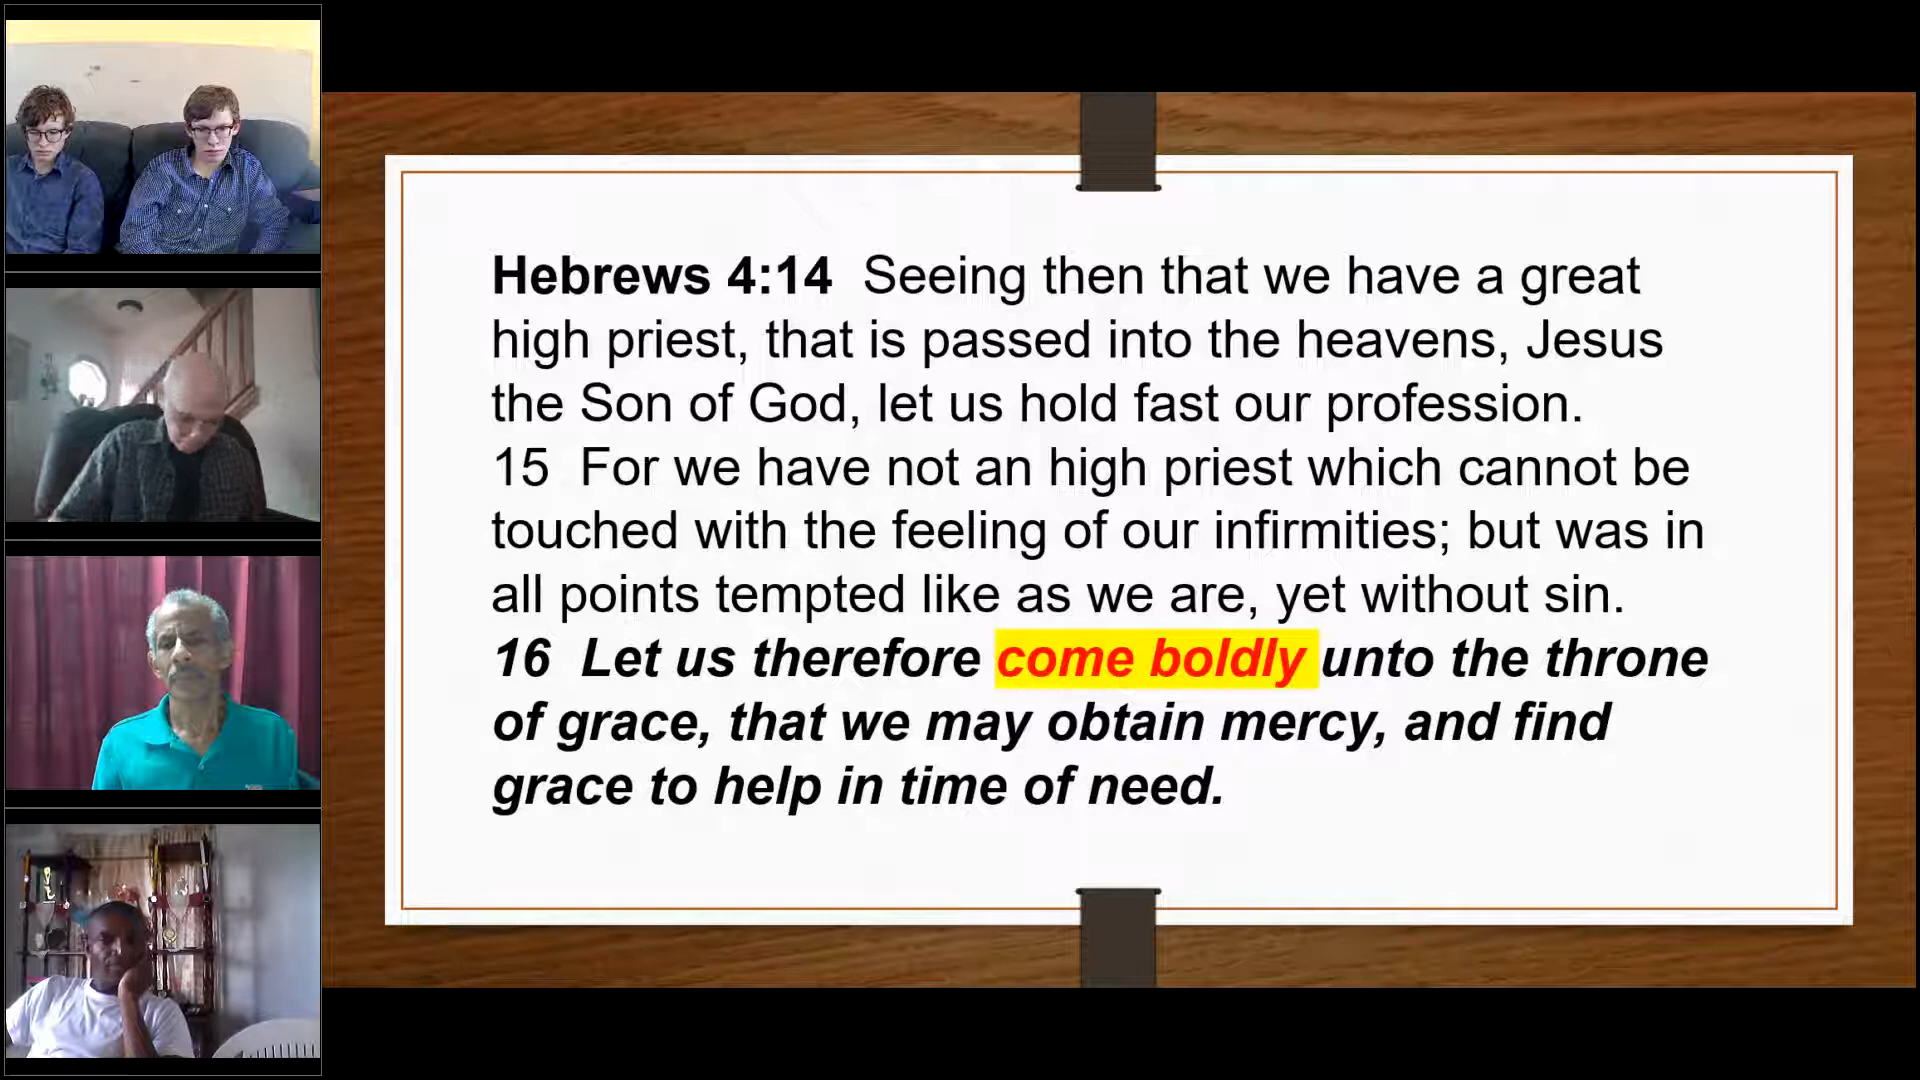 Hebrews 4:14  Seeing then that we have a great
high priest, that is passed into the heavens, Jesus
the Son of God, let us hold fast our profession.
15  For we have not an high priest which cannot be
touched with the feeling of our infirmities; but was in
all points tempted like as we are, yet without sin.
16  Let us therefore come boldly unto the throne
of grace, that we may obtain mercy, and find
grace to help in time of need.